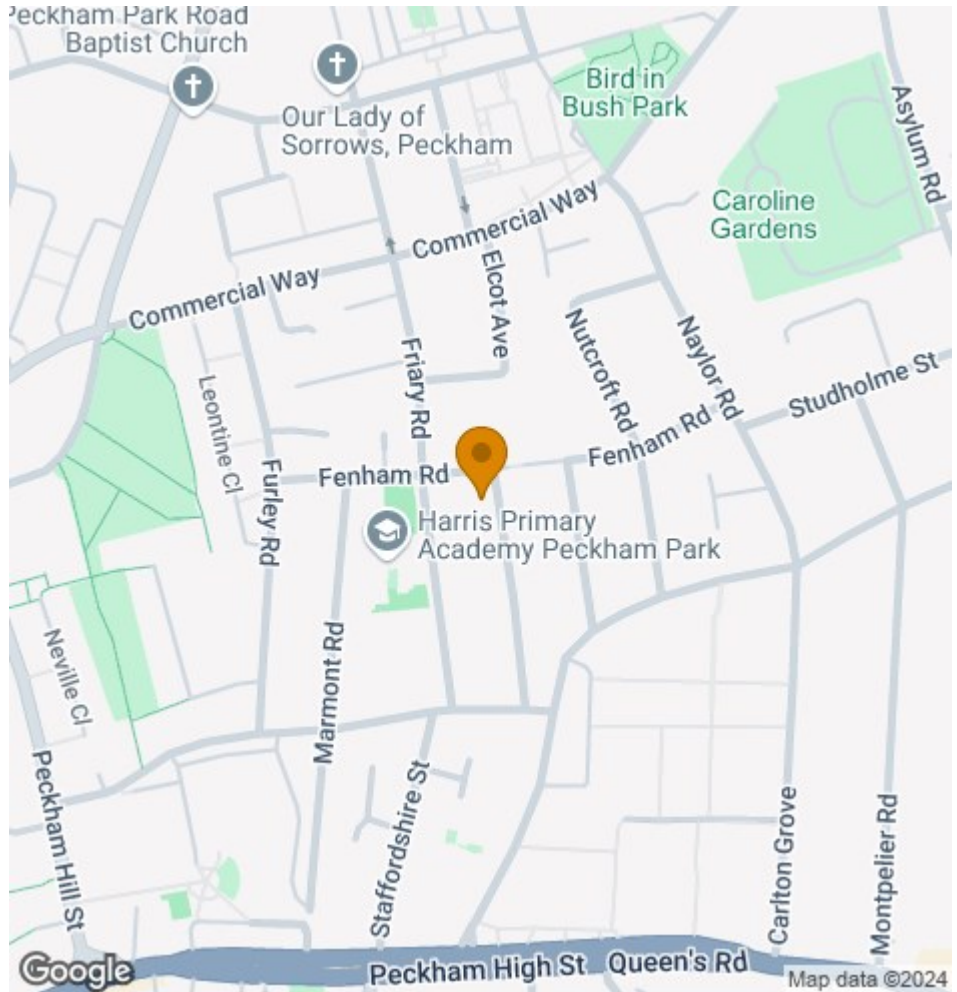 Peckham Park Road
Baptist Church
Our Lady of
Sorrows, Peckham
Bird in
Bush Park
Asylum Rd
Caroline
Gardens
Commercial Way
Commercial Way
Elcot Ave
Nutcroft Rd
Naylor Rd
Studholme St
Leontine Cl
Friary Rd
Furley Rd
Fenham Rd
Fenham Rd
Harris Primary
Academy Peckham Park
Neville Cl
Marmont Rd
Peckham Hill St
Staffordshire St
Carlton Grove
Montpelier Rd
Peckham High St
Queen's Rd
Google
Map data ©2024